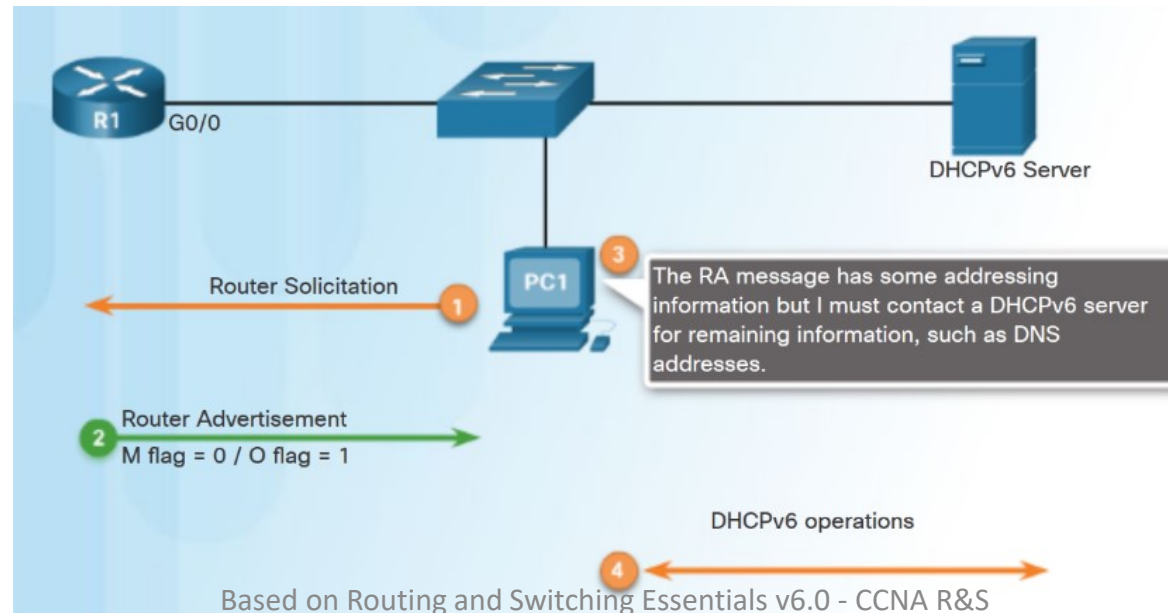 R1
G0/0
DHCPv6 Server
PC1
3
The RA message has some addressing
information but I must contact a DHCPv6 server
for remaining information, such as DNS
addresses.
Router Solicitation
1
Router Advertisement
2
M flag = 0 / O flag = 1
DHCPv6 operations
4
Based on Routing and Switching Essentials v6.0 - CCNA R&S